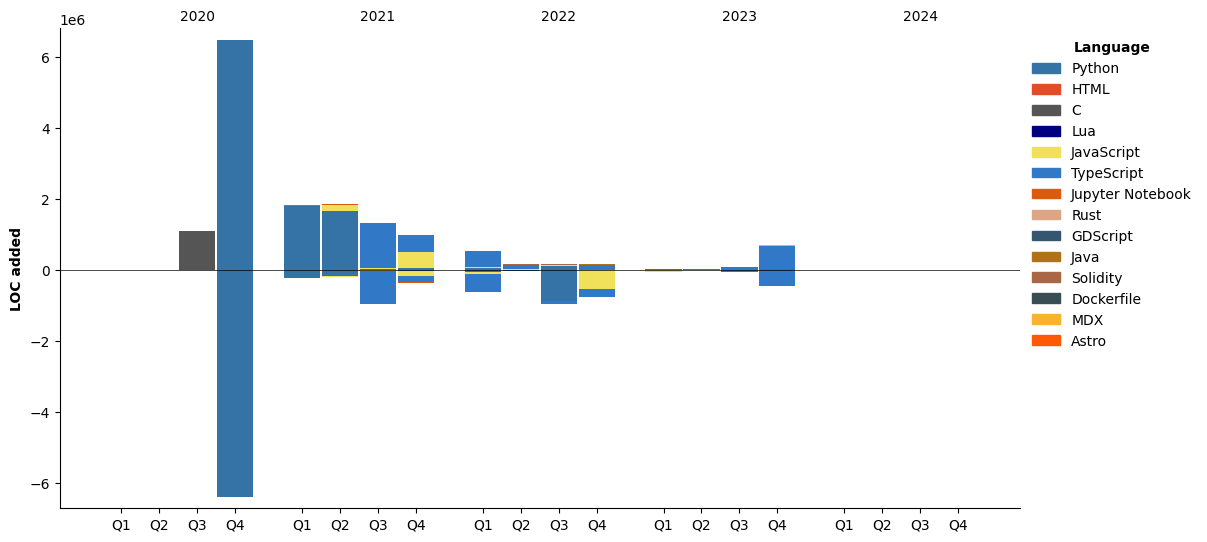 1e6
2020 2021 2022 2023 2024
6
4
2
0
−2
−4
−6
LOC added
Q1 Q2 Q3 Q4 Q1 Q2 Q3 Q4 Q1 Q2 Q3 Q4 Q1 Q2 Q3 Q4 Q1 Q2 Q3 Q4
Language
Python
HTML
C
Lua
JavaScript
TypeScript
Jupyter Notebook
Rust
GDScript
Java
Solidity
Dockerfile
MDX
Astro